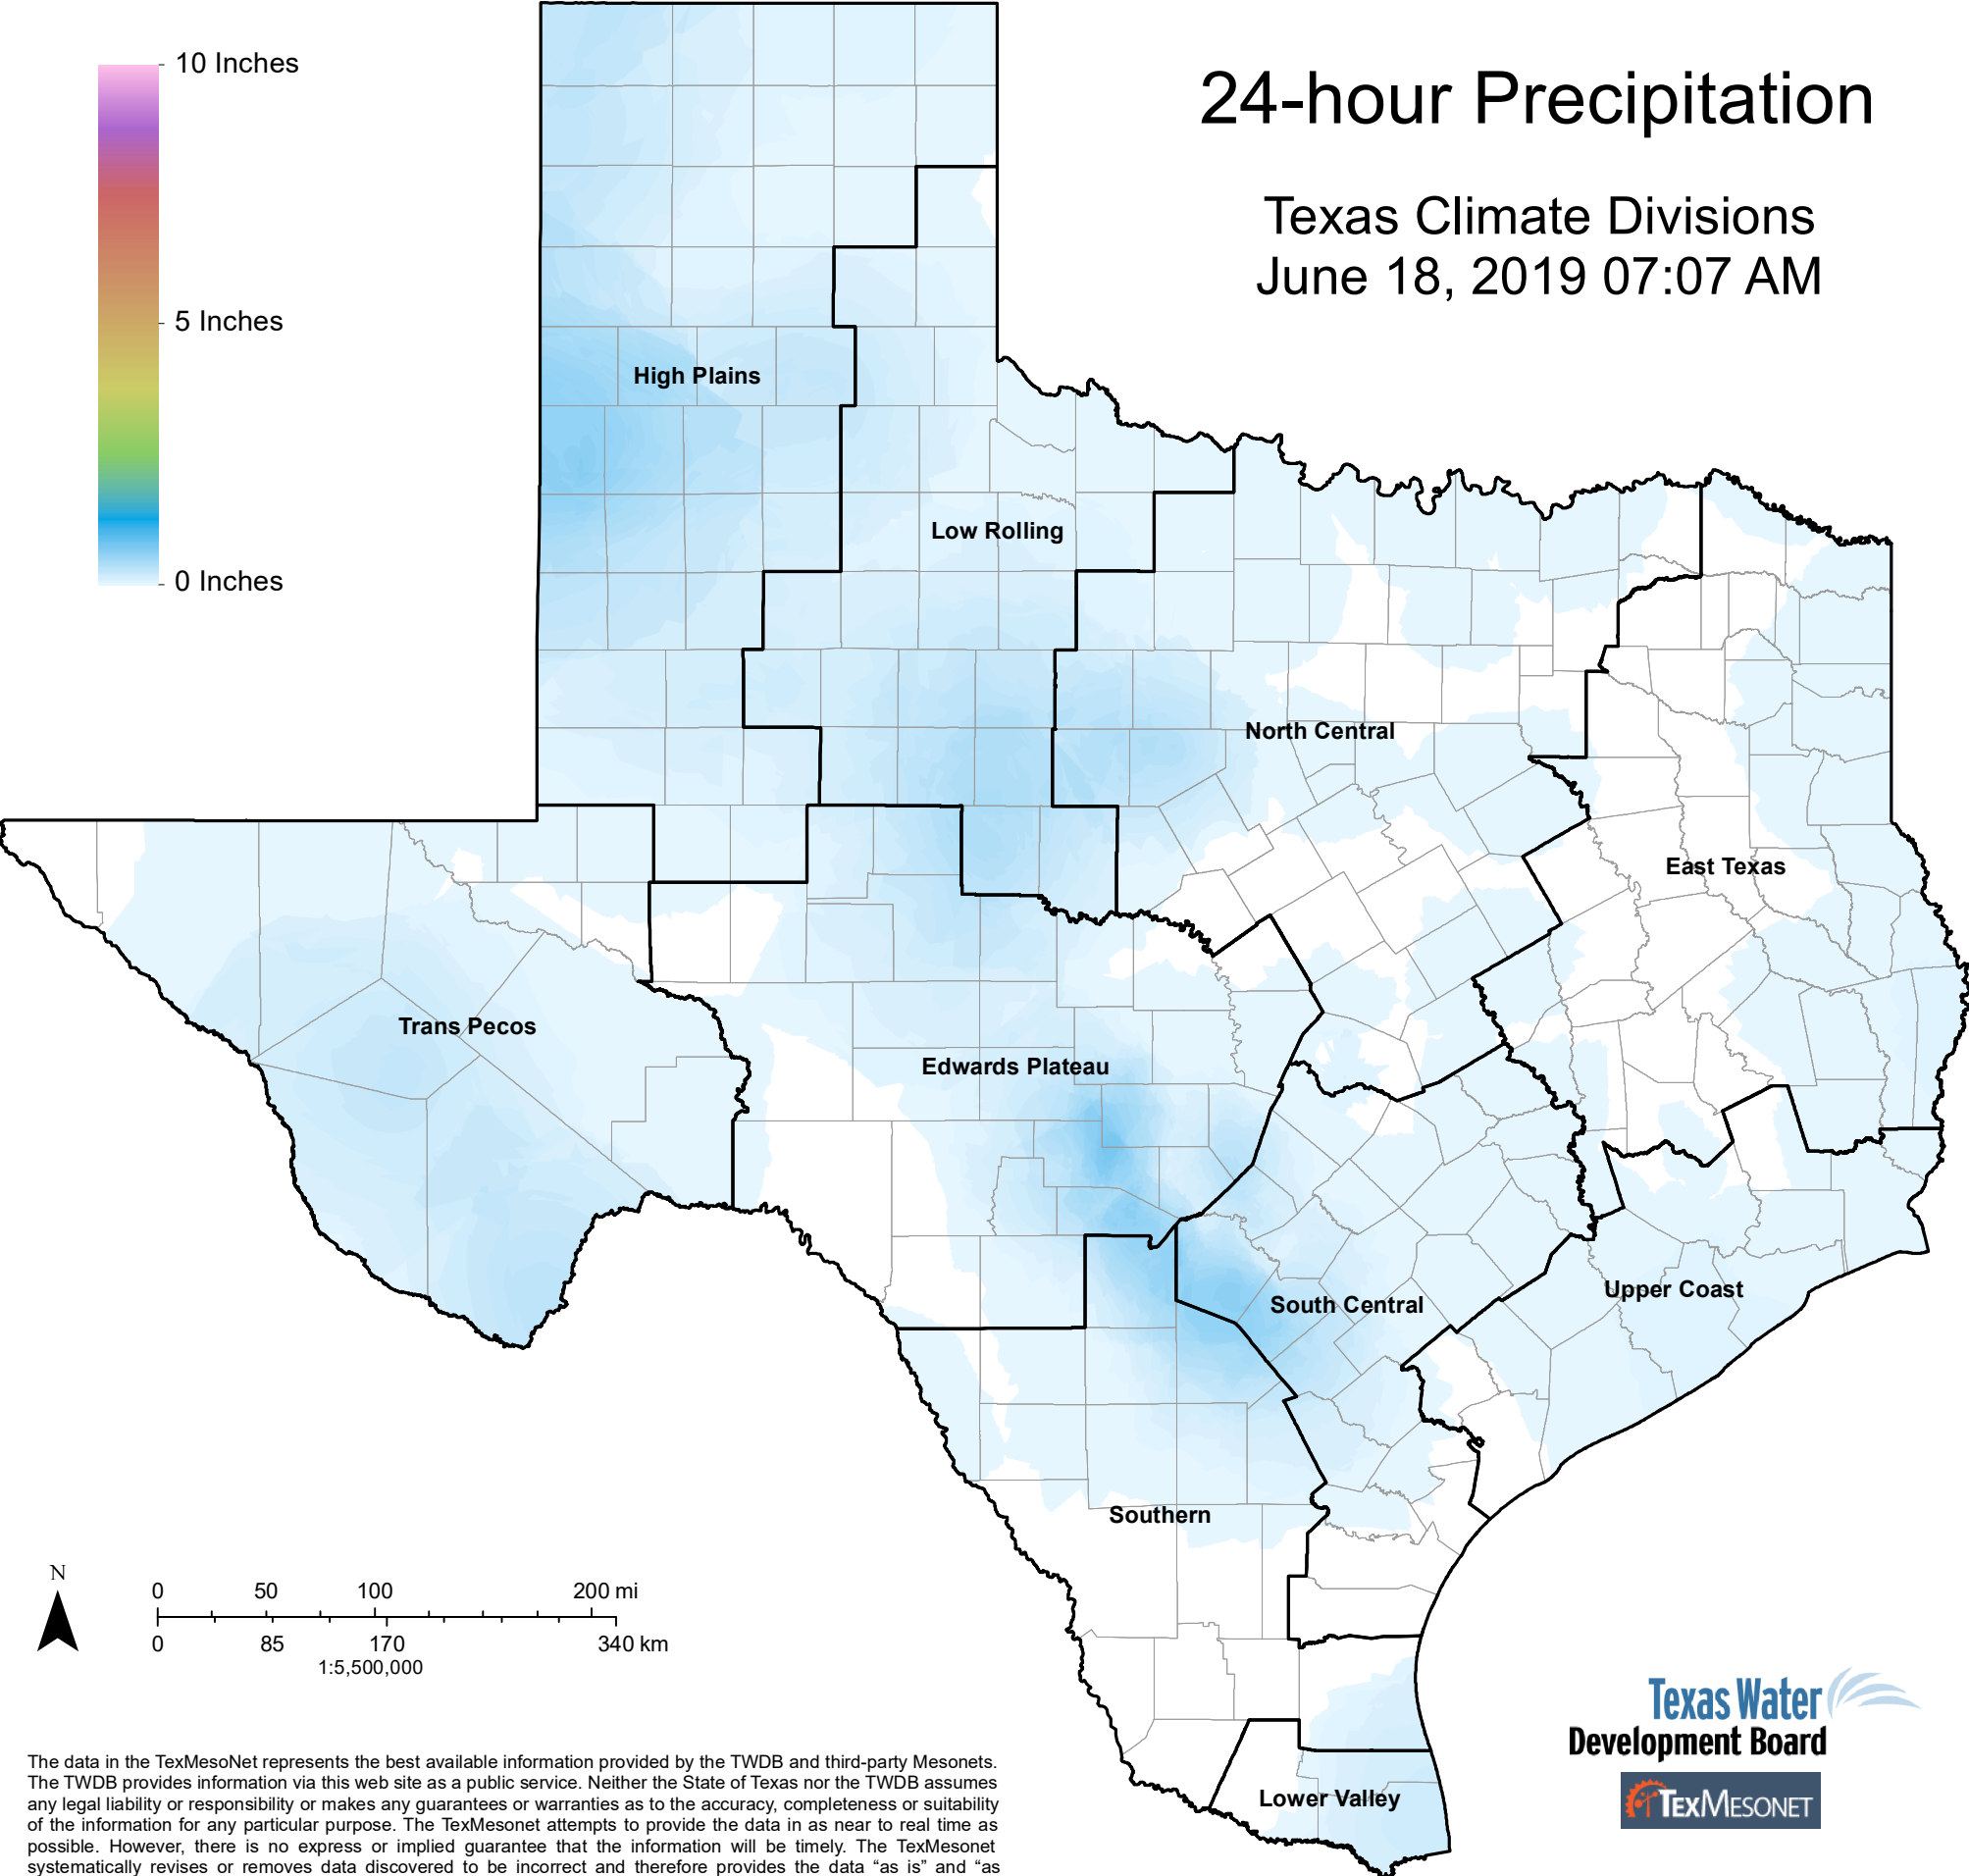 10 Inches
5 Inches
0 Inches
24-hour Precipitation
Texas Climate Divisions
June 18, 2019 07:07 AM
High Plains
Low Rolling
North Central
East Texas
Trans Pecos
Edwards Plateau
South Central
Upper Coast
Southern
Lower Valley
N
0 50 100 200 mi
0 85 170 340 km
1:5,500,000
The data in the TexMesoNet represents the best available information provided by the TWDB and third-party Mesonets.
The TWDB provides information via this web site as a public service. Neither the State of Texas nor the TWDB assumes
any legal liability or responsibility or makes any guarantees or warranties as to the accuracy, completeness or suitability
of the information for any particular purpose. The TexMesonet attempts to provide the data in as near to real time as
possible. However, there is no express or implied guarantee that the information will be timely. The TexMesonet
systematically revises or removes data discovered to be incorrect and therefore provides the data “as is” and “as
Texas Water
Development Board
TEXMESONET